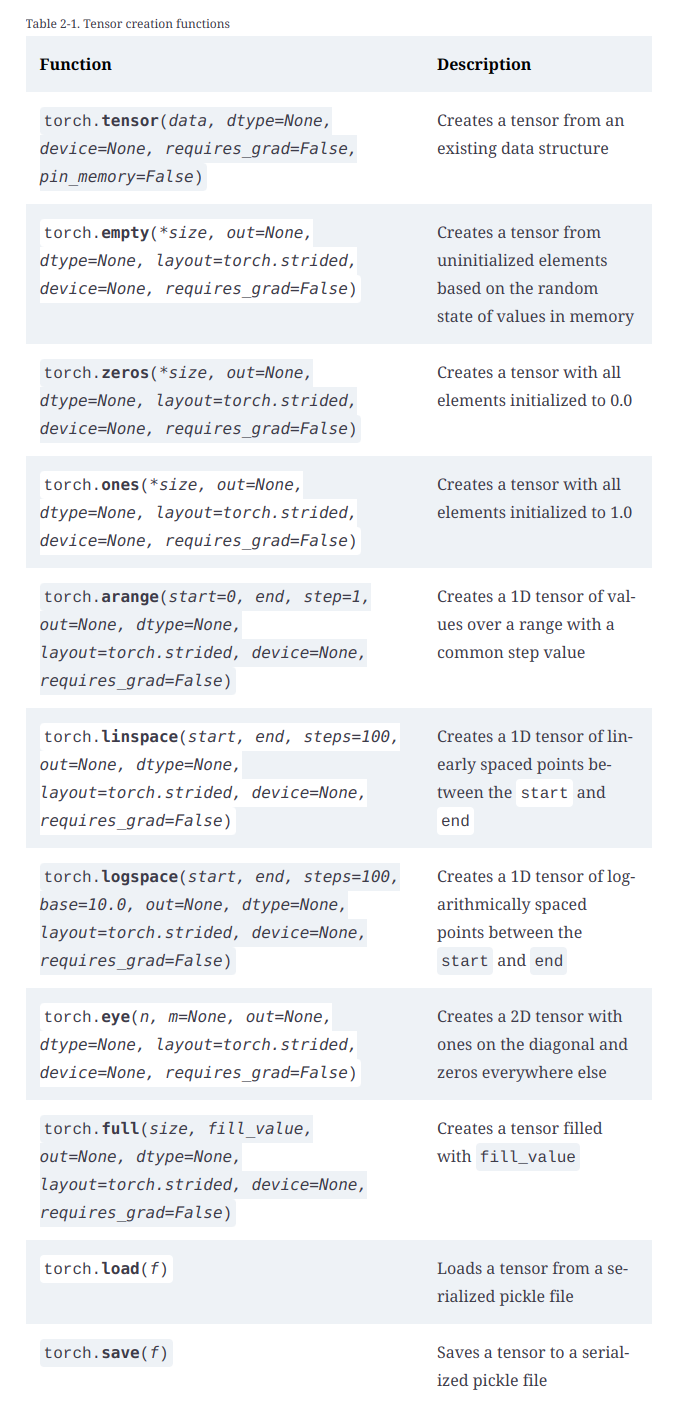 Table 2-1. Tensor creation functions
Function Description
torch.tensor(data, dtype=None,
device=None, requires_grad=False,
pin_memory=False)
Creates a tensor from an
existing data structure
torch.empty(*size, out=None,
dtype=None, layout=torch.strided,
device=None, requires_grad=False)
Creates a tensor from
uninitialized elements
based on the random
state of values in memory
torch.zeros(*size, out=None,
dtype=None, layout=torch.strided,
device=None, requires_grad=False)
Creates a tensor with all
elements initialized to 0.0
torch.ones(*size, out=None,
dtype=None, layout=torch.strided,
device=None, requires_grad=False)
Creates a tensor with all
elements initialized to 1.0
torch.arange(start=0, end, step=1,
out=None, dtype=None,
layout=torch.strided, device=None,
requires_grad=False)
Creates a 1D tensor of val-
ues over a range with a
common step value
torch.linspace(start, end, steps=100,
out=None, dtype=None,
layout=torch.strided, device=None,
requires_grad=False)
Creates a 1D tensor of lin-
early spaced points be-
tween the start and
end
torch.logspace(start, end, steps=100,
base=10.0, out=None, dtype=None,
layout=torch.strided, device=None,
requires_grad=False)
Creates a 1D tensor of log-
arithmically spaced
points between the
start and end
torch.eye(n, m=None, out=None,
dtype=None, layout=torch.strided,
device=None, requires_grad=False)
Creates a 2D tensor with
ones on the diagonal and
zeros everywhere else
torch.full(size, fill_value,
out=None, dtype=None,
layout=torch.strided, device=None,
requires_grad=False)
Creates a tensor filled
with fill_value
torch.load(f)
Loads a tensor from a se-
rialized pickle file
torch.save(f)
Saves a tensor to a serial-
ized pickle file